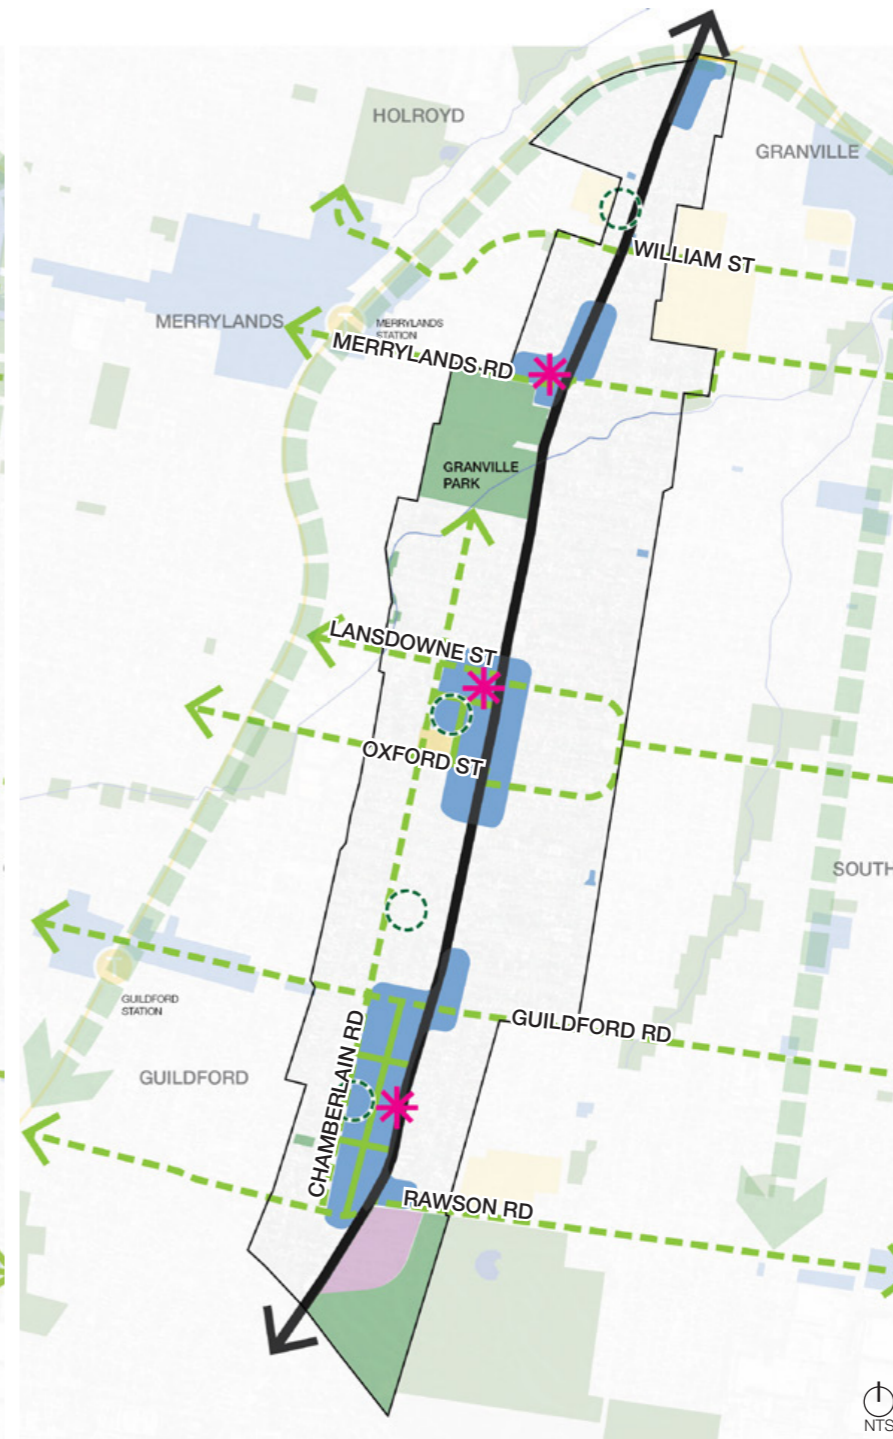 HOLROYD
GRANVILLE
WILLIAM ST
MERRYLANDS
MERRYLANDS
STATION
MERRYLANDS RD
GRANVILLE
PARK
LANSDOWNE ST
OXFORD ST
SOUTH
GUILDFORD
STATION
GUILDFORD RD
CHAMBERLAIN RD
GUILDFORD
RAWSON RD
NTS